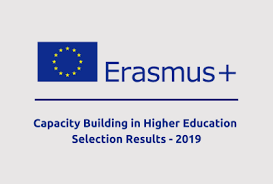 Erasmus+
Capacity Building in Higher Education
Selection Results - 2019